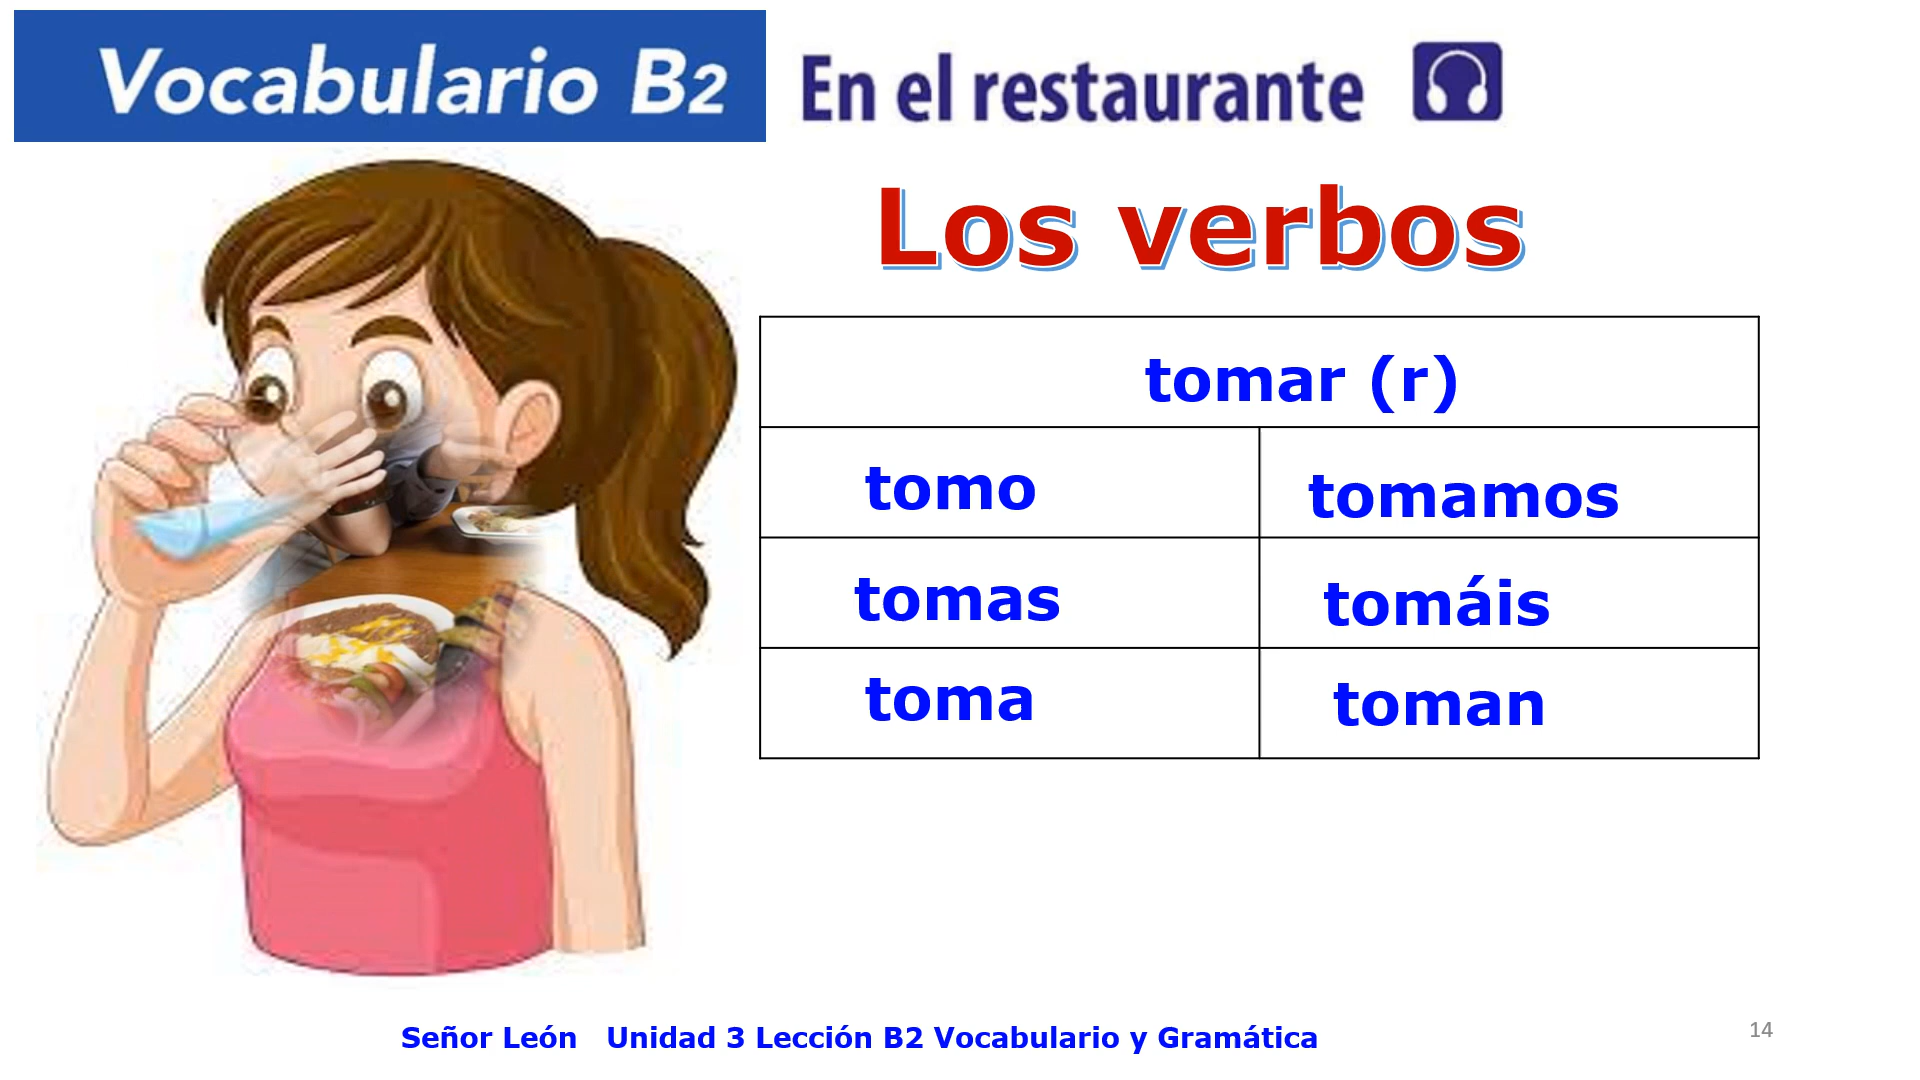 Vocabulario B2
En el restaurante
Los verbos
tomar (r)
tomo tomamos
tomas tomáis
toma toman
Señor León Unidad 3 Lección B2 Vocabulario y Gramática
14